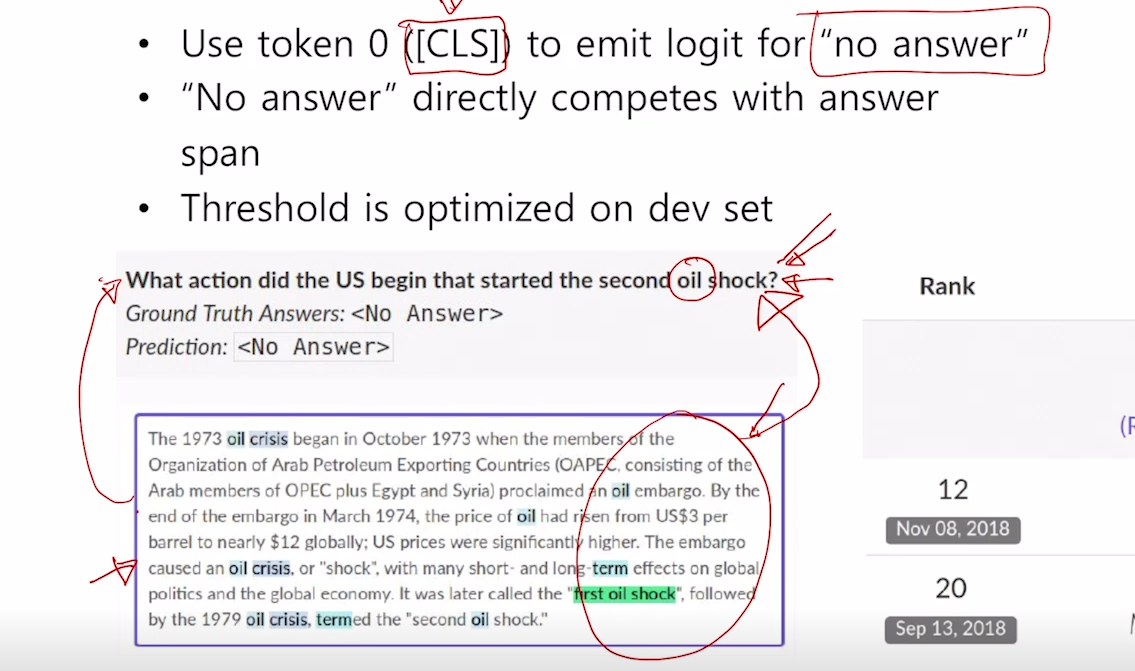 • Use token 0 ([CLS]) to emit logit for “no answer”
• “No answer” directly competes with answer
span
• Threshold is optimized on dev set
What action did the US begin that started the second oil shock?
Ground Truth Answers: <No Answer>
Prediction: <No Answer>
The 1973 oil crisis began in October 1973 when the members of the
Organization of Arab Petroleum Exporting Countries (OAPEC, consisting of the
Arab members of OPEC plus Egypt and Syria) proclaimed an oil embargo. By the
end of the embargo in March 1974, the price of oil had risen from US$3 per
barrel to nearly $12 globally; US prices were significantly higher. The embargo
caused an oil crisis, or "shock", with many short- and long-term effects on global
politics and the global economy. It was later called the "first oil shock", followed
by the 1979 oil crisis, termed the "second oil shock."
Rank
12
Nov 08, 2018
20
Sep 13, 2018